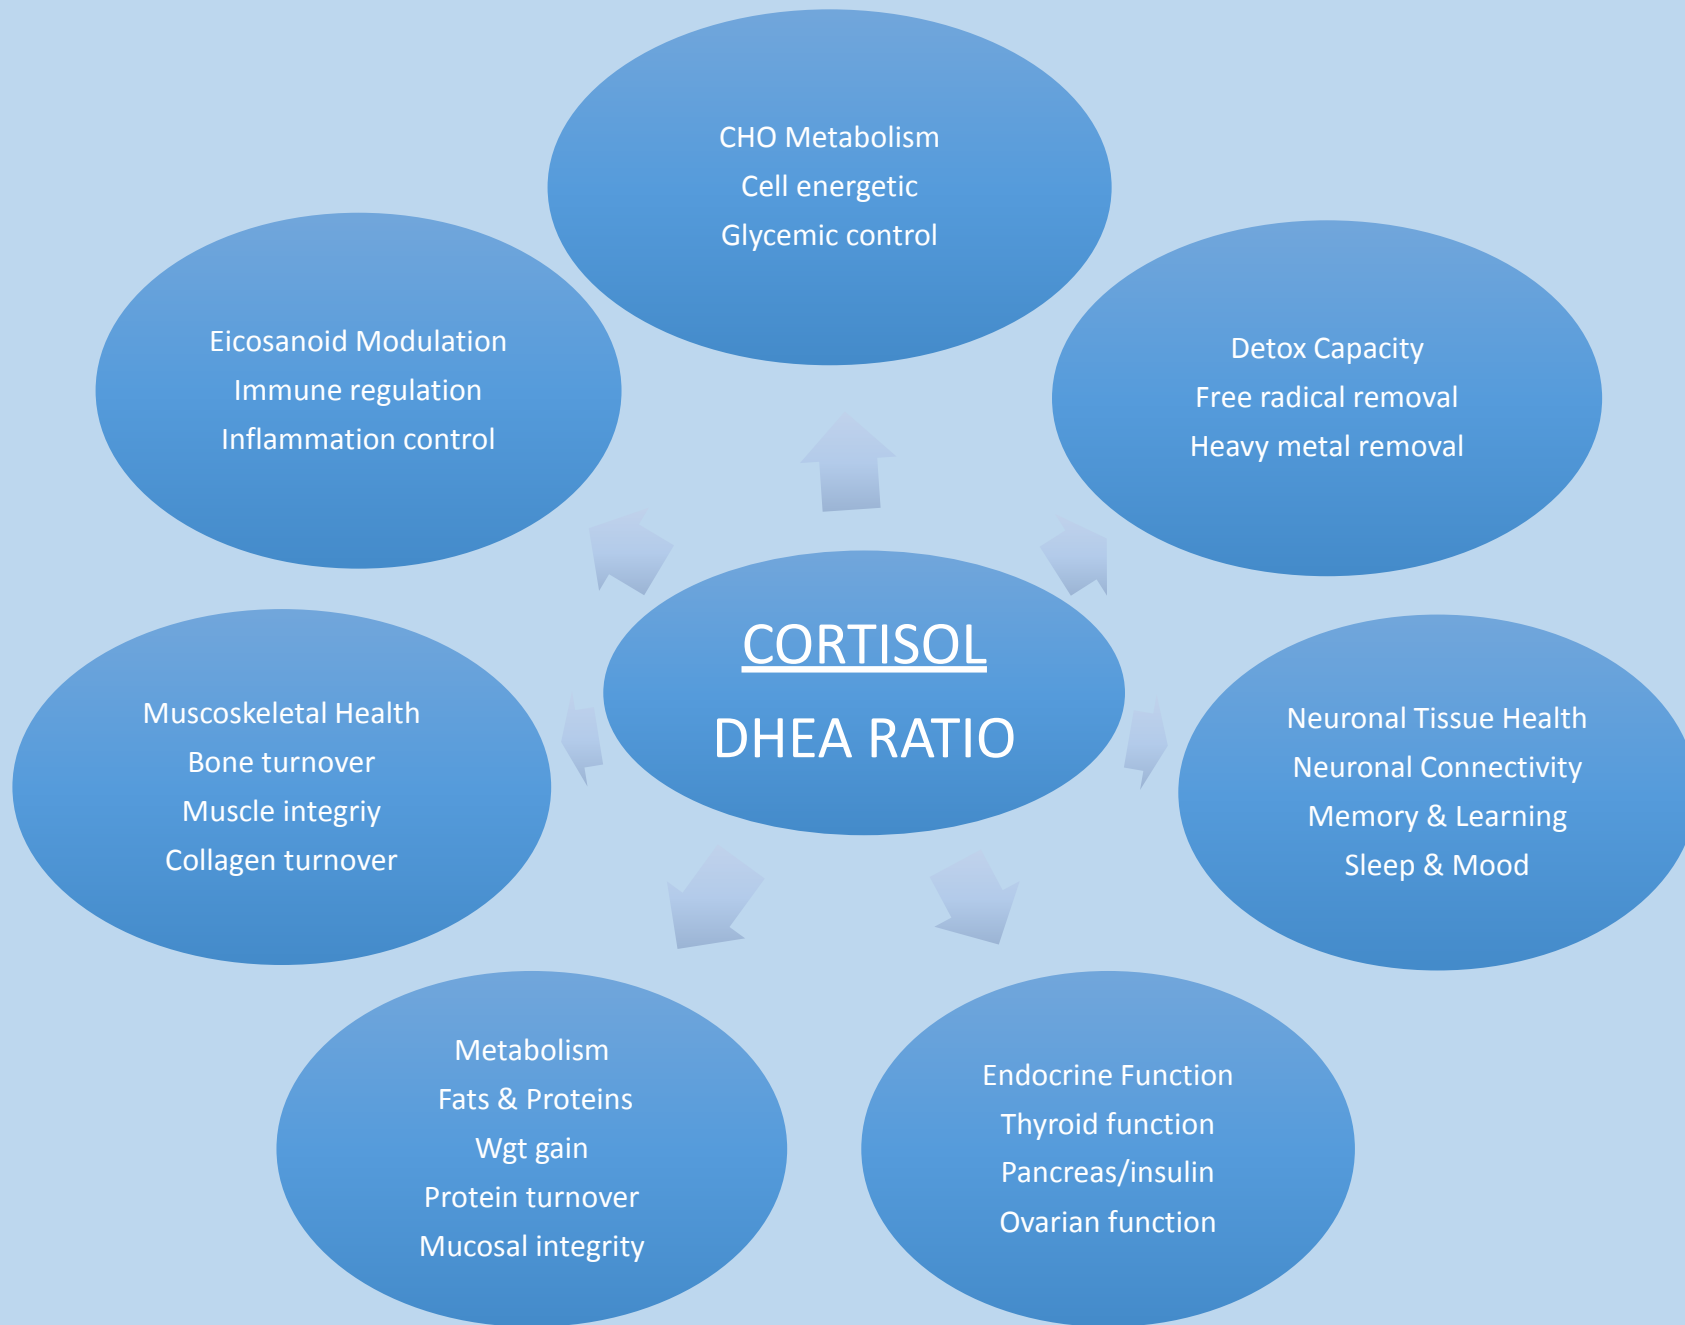 CHO Metabolism
Cell energetic
Glycemic control
Eicosanoid Modulation
Immune regulation
Inflammation control
Detox Capacity
Free radical removal
Heavy metal removal
CORTISOL
DHEA RATIO
Muscoskeletal Health
Bone turnover
Muscle integriy
Collagen turnover
Neuronal Tissue Health
Neuronal Connectivity
Memory & Learning
Sleep & Mood
Metabolism
Fats & Proteins
Wgt gain
Protein turnover
Mucosal integrity
Endocrine Function
Thyroid function
Pancreas/insulin
Ovarian function